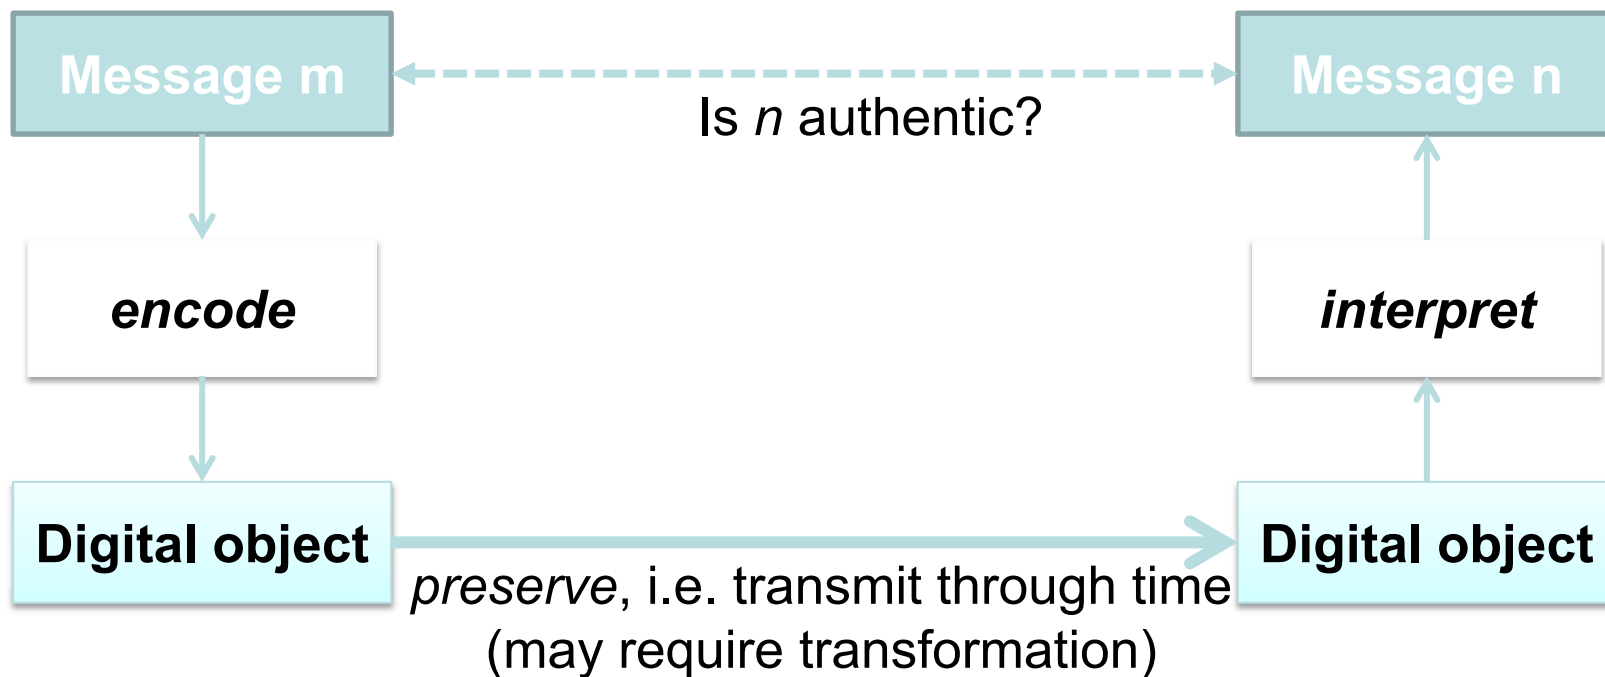 Message m
Message n
Is n authentic?
encode
interpret
Digital object
Digital object
preserve, i.e. transmit through time
(may require transformation)